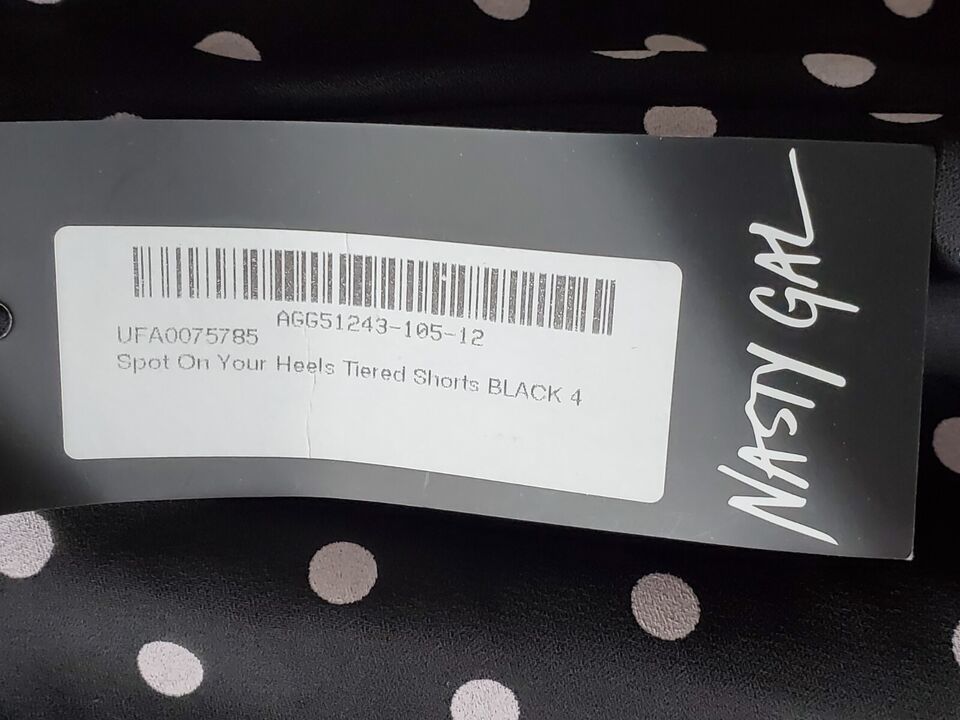 AGG51243-105-12
UFA0075785
Spot On Your Heels Tiered Shorts BLACK 4
NASTY GAL